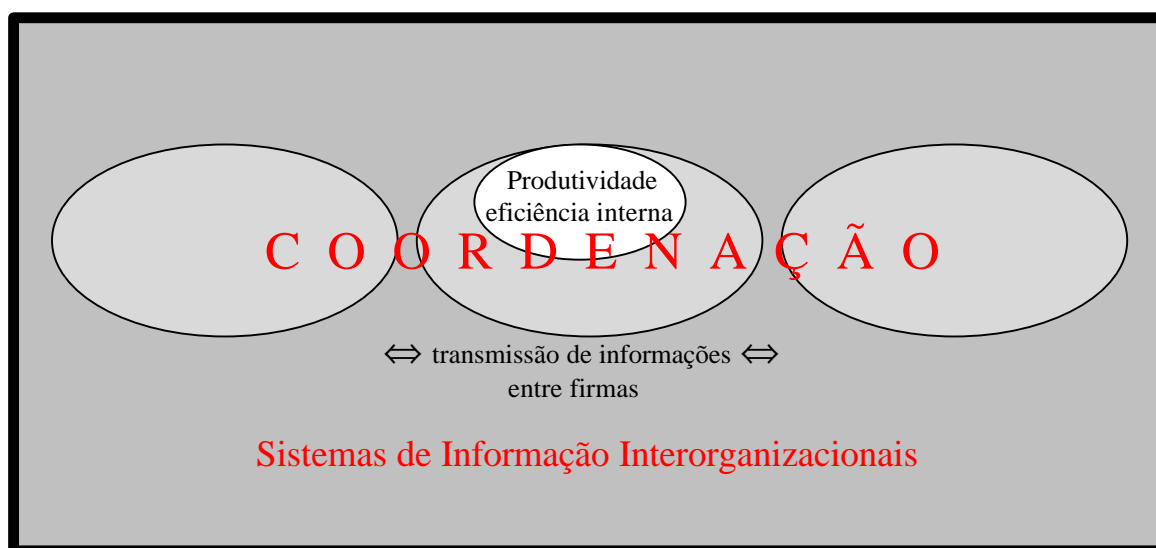 Produtividade
eficiência interna
C O O R D E N A Ç Ã O
⇔ transmissão de informações ⇔
entre firmas
Sistemas de Informação Interorganizacionais